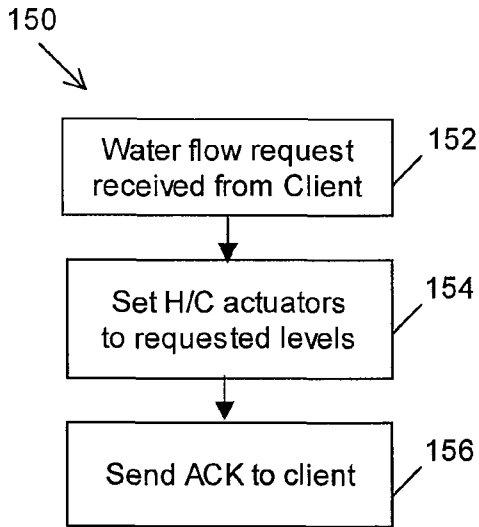 150
Water flow request
received from Client
152
Set H/C actuators
to requested levels
154
Send ACK to client
156